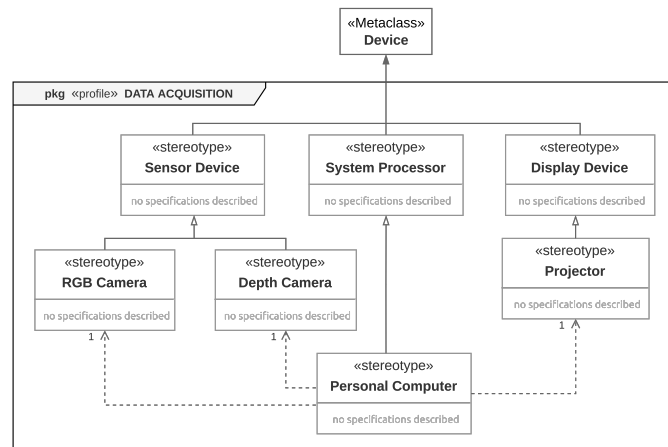 «Metaclass»
Device
pkg «profile» DATA ACQUISITION
«stereotype»
Sensor Device
no specifications described
«stereotype»
System Processor
no specifications described
«stereotype»
Display Device
no specifications described
«stereotype»
RGB Camera
no specifications described
«stereotype»
Depth Camera
no specifications described
«stereotype»
Projector
no specifications described
1
1
1
«stereotype»
Personal Computer
no specifications described